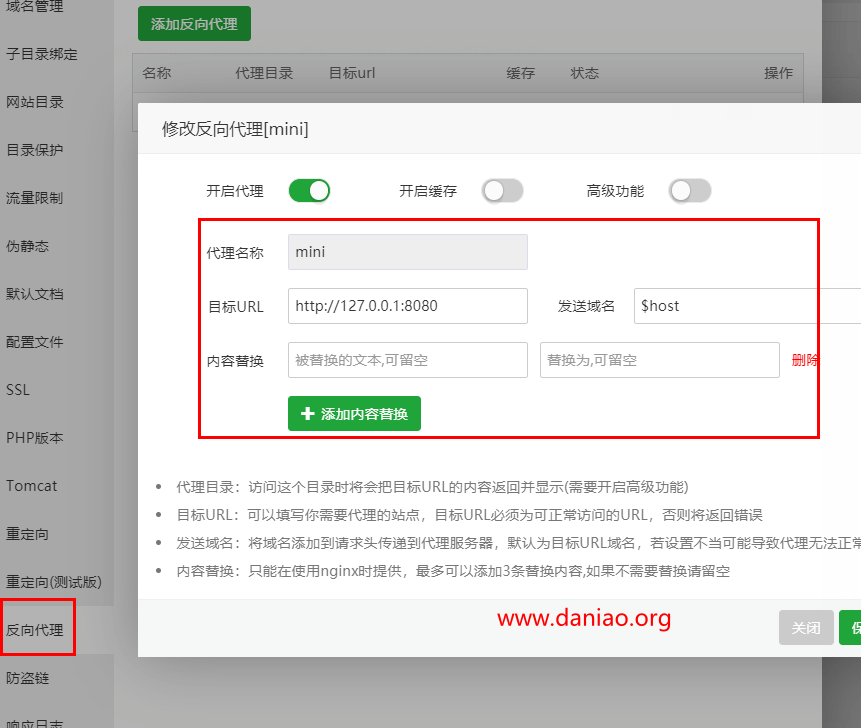 域名管理
添加反向代理
子目录绑定
名称 代理目录 目标url 缓存 状态 操作
网站目录
修改反向代理[mini]
目录保护
流量限制
开启代理 开启缓存 高级功能
伪静态
代理名称 mini
默认文档
目标URL http://127.0.0.1:8080 发送域名 $host
配置文件
内容替换 被替换的文本,可留空 替换为,可留空 删除
SSL
添加内容替换
PHP版本
Tomcat
代理目录：访问这个目录时将会把目标URL的内容返回并显示(需要开启高级功能)
目标URL：可以填写你需要代理的站点，目标URL必须为可正常访问的URL，否则将返回错误
重定向
发送域名：将域名添加到请求头传递到代理服务器，默认为目标URL域名，若设置不当可能导致代理无法正常
内容替换：只能在使用nginx时提供，最多可以添加3条替换内容,如果不需要替换请留空
重定向(测试版)
反向代理
www.daniao.org
关闭 保
防盗链
响应日志